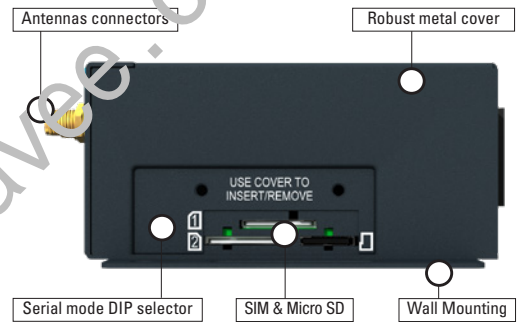 Antennas connectors
Robust metal cover
USE COVER TO
INSERT/REMOVE
1
2
Serial mode DIP selector
SIM & Micro SD
Wall Mounting